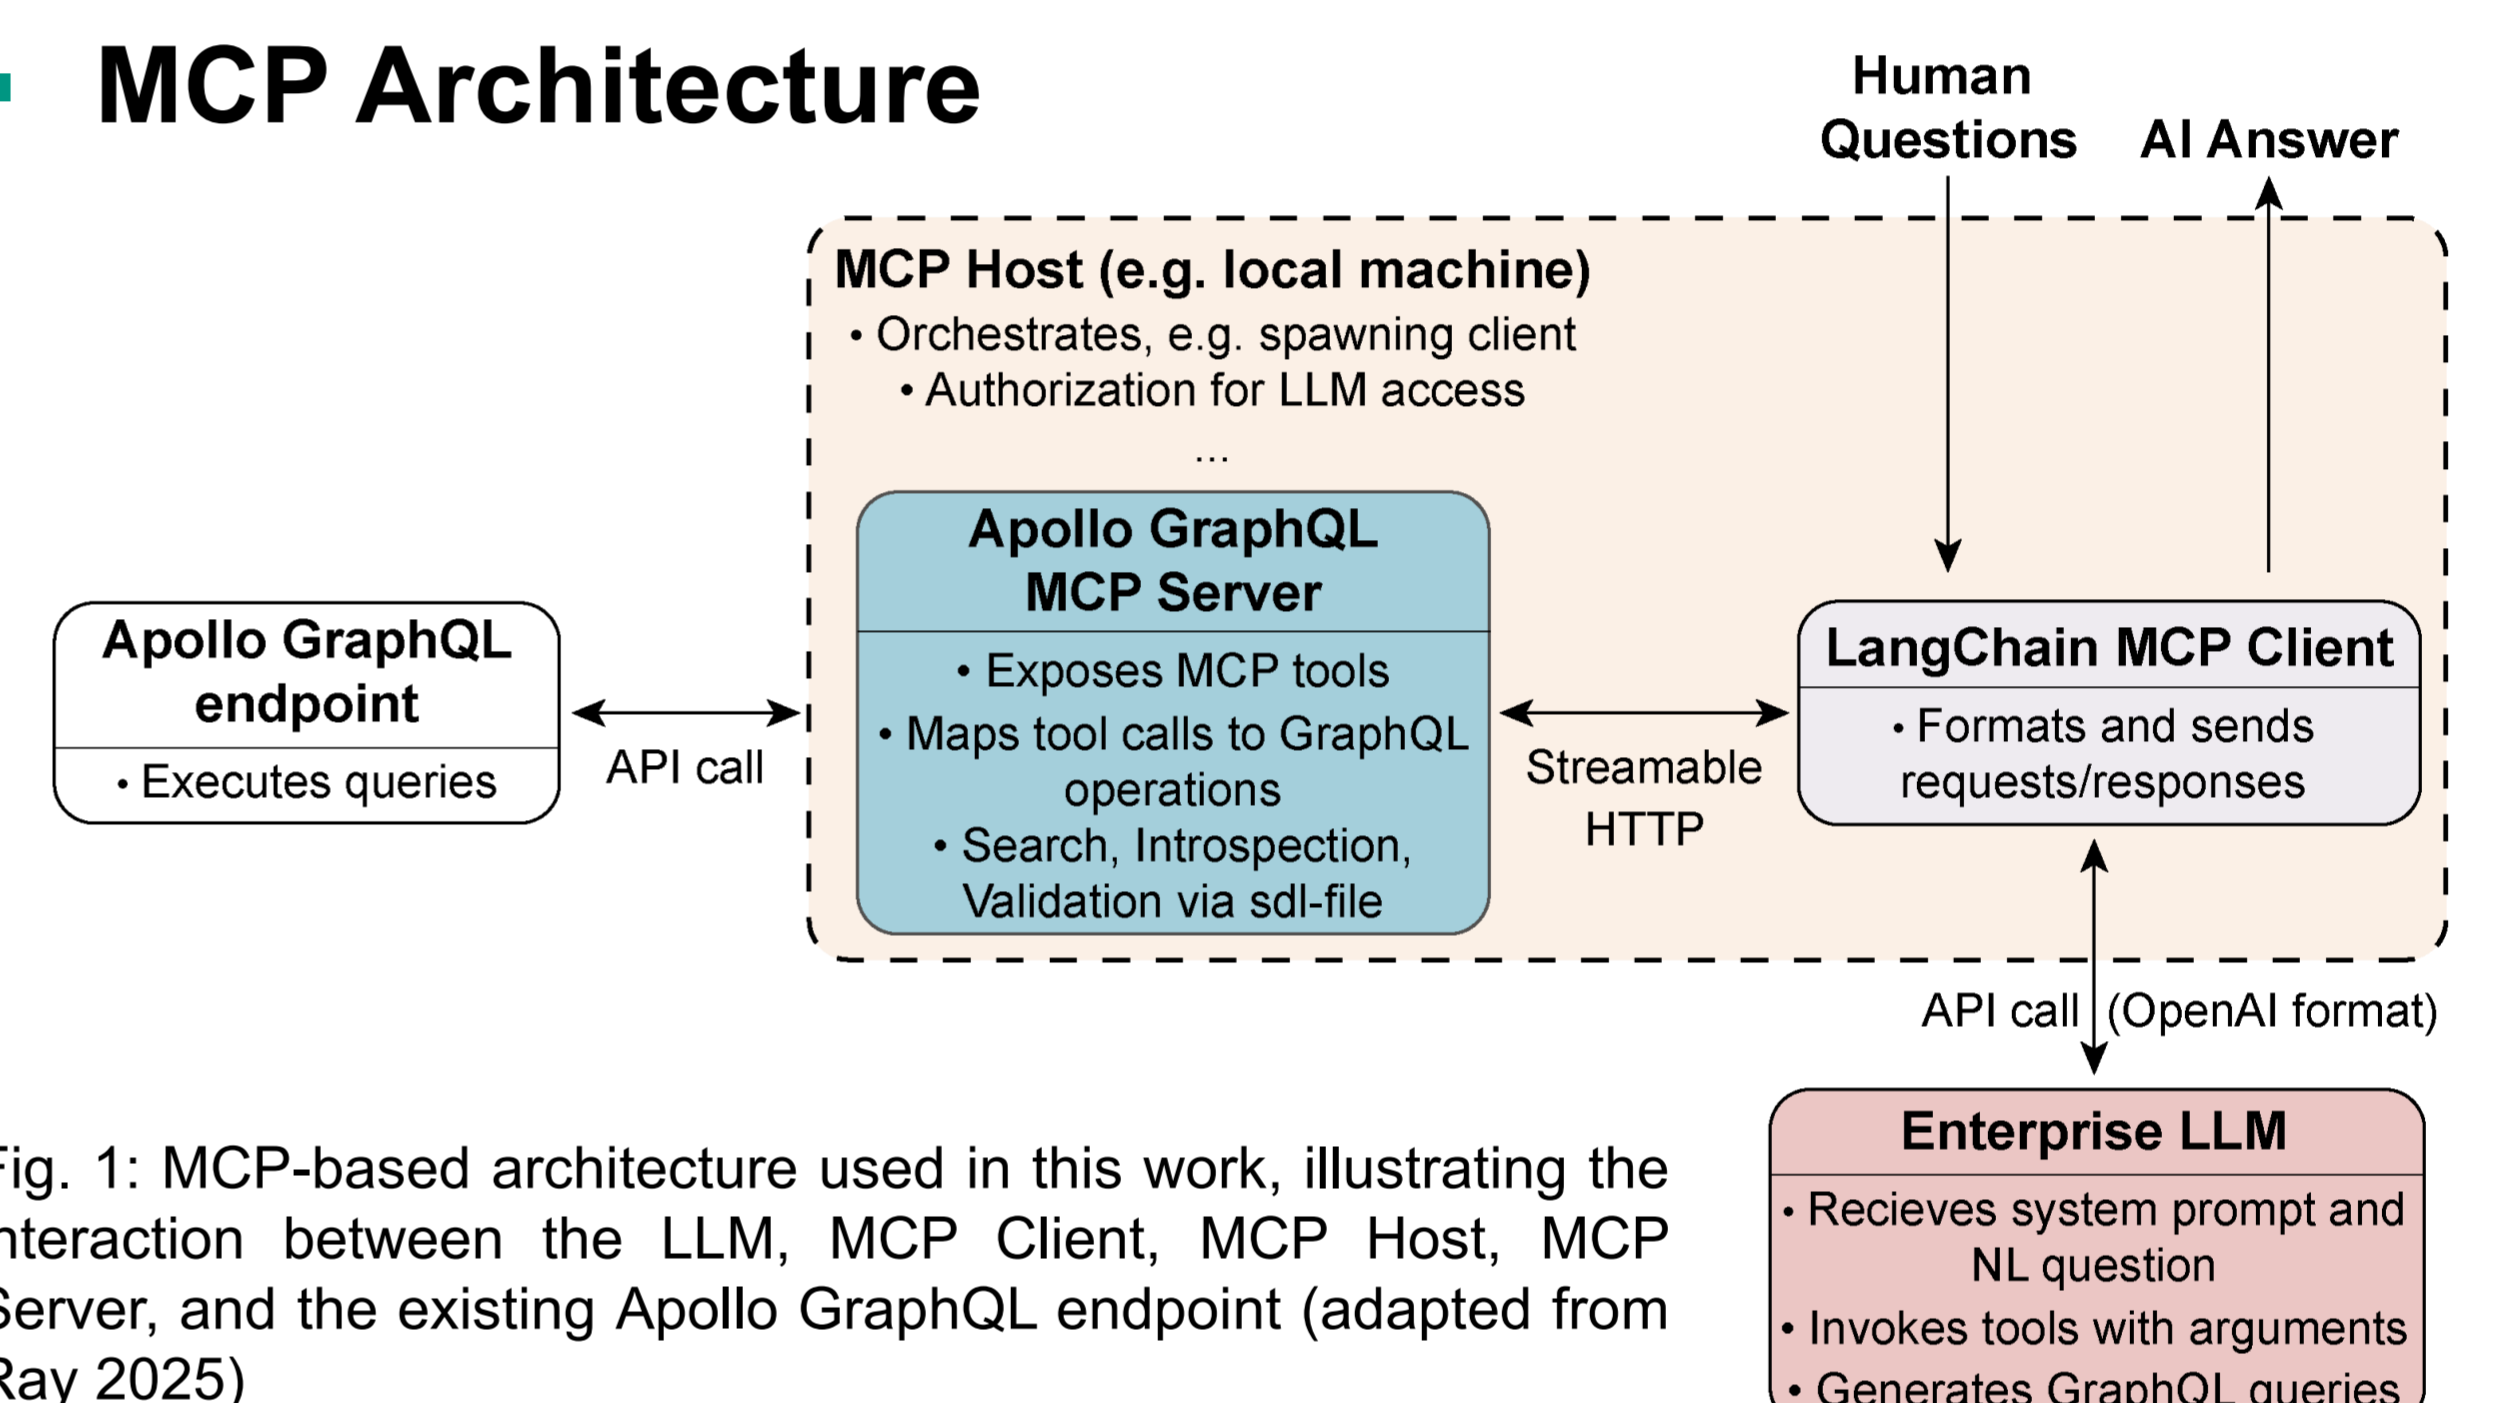 MCP Architecture
Human
Questions
AI Answer
MCP Host (e.g. local machine)
• Orchestrates, e.g. spawning client
• Authorization for LLM access
...
Apollo GraphQL
MCP Server
• Exposes MCP tools
• Maps tool calls to GraphQL
operations
• Search, Introspection,
Validation via sdl-file
Apollo GraphQL
endpoint
• Executes queries
API call
Streamable
HTTP
LangChain MCP Client
• Formats and sends
requests/responses
API call (OpenAI format)
Enterprise LLM
• Recieves system prompt and
NL question
• Invokes tools with arguments
• Generates GraphQL queries
Fig. 1: MCP-based architecture used in this work, illustrating the
interaction between the LLM, MCP Client, MCP Host, MCP
Server, and the existing Apollo GraphQL endpoint (adapted from
Ray 2025)